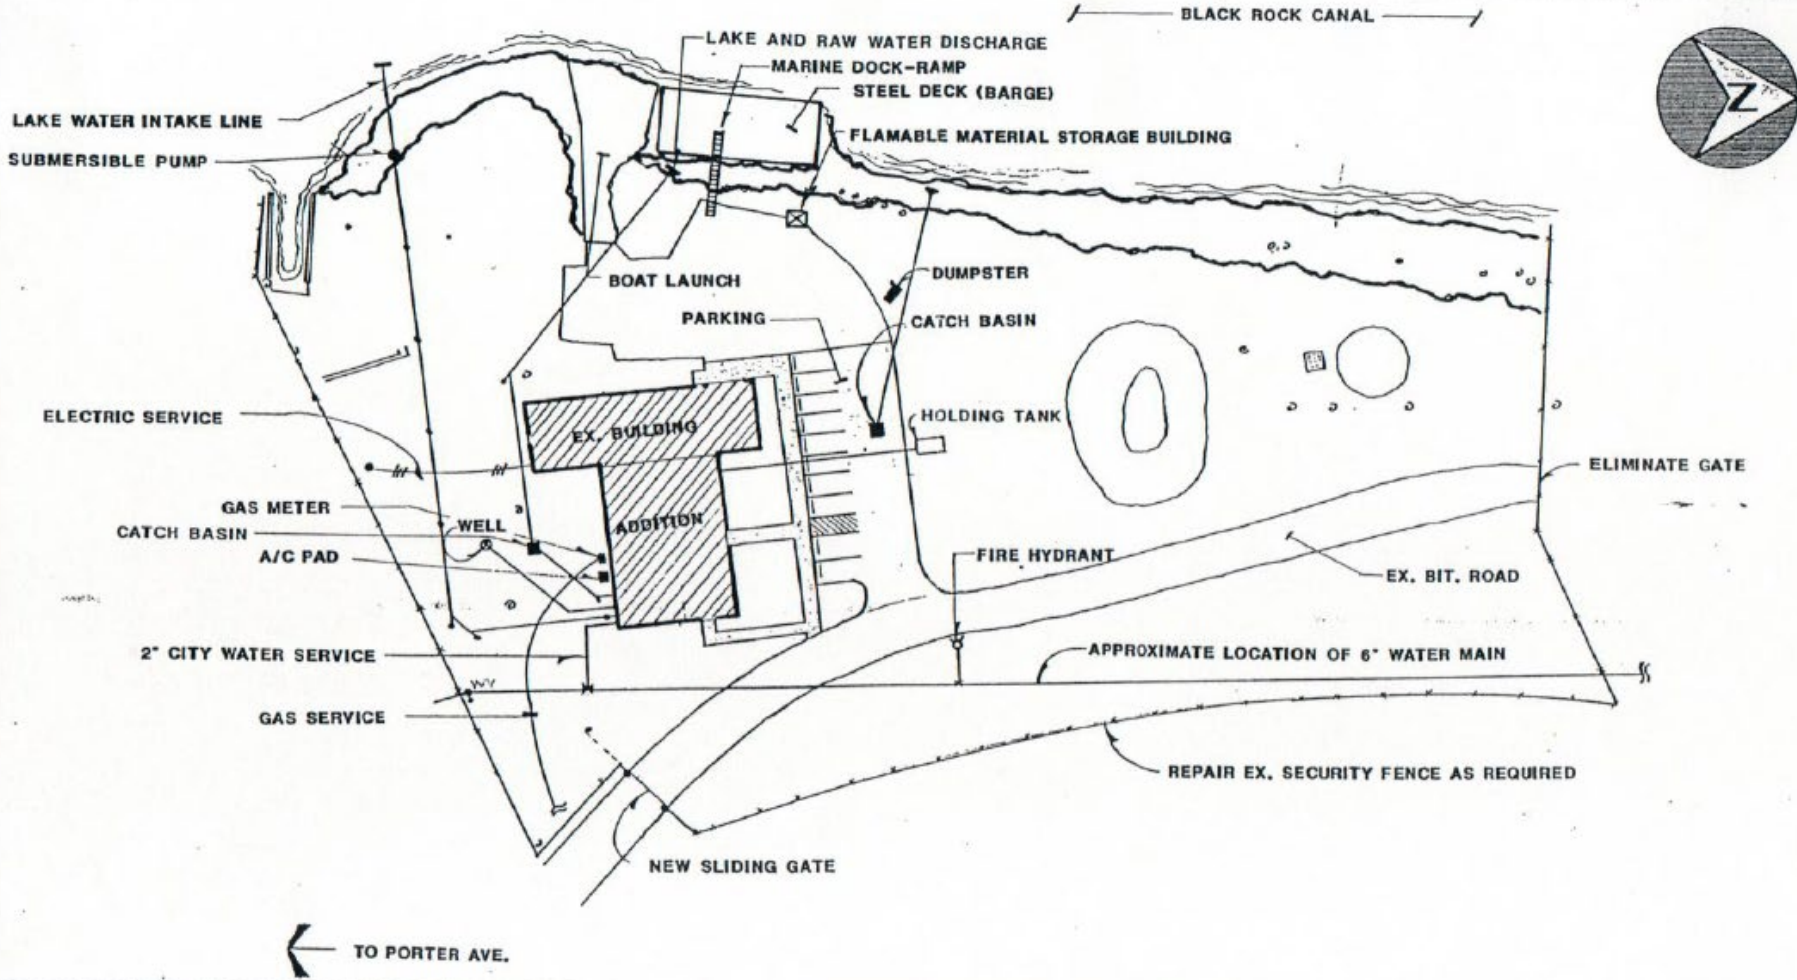 BLACK ROCK CANAL
LAKE AND RAW WATER DISCHARGE
MARINE DOCK-RAMP
STEEL DECK (BARGE)
N
LAKE WATER INTAKE LINE
FLAMABLE MATERIAL STORAGE BUILDING
SUBMERSIBLE PUMP
BOAT LAUNCH
DUMPSTER
PARKING
CATCH BASIN
ELECTRIC SERVICE
EX. BUILDING
HOLDING TANK
ELIMINATE GATE
GAS METER
WELL
ADDITION
CATCH BASIN
A/C PAD
FIRE HYDRANT
EX. BIT. ROAD
2" CITY WATER SERVICE
APPROXIMATE LOCATION OF 6" WATER MAIN
WV
GAS SERVICE
REPAIR EX. SECURITY FENCE AS REQUIRED
NEW SLIDING GATE
TO PORTER AVE.